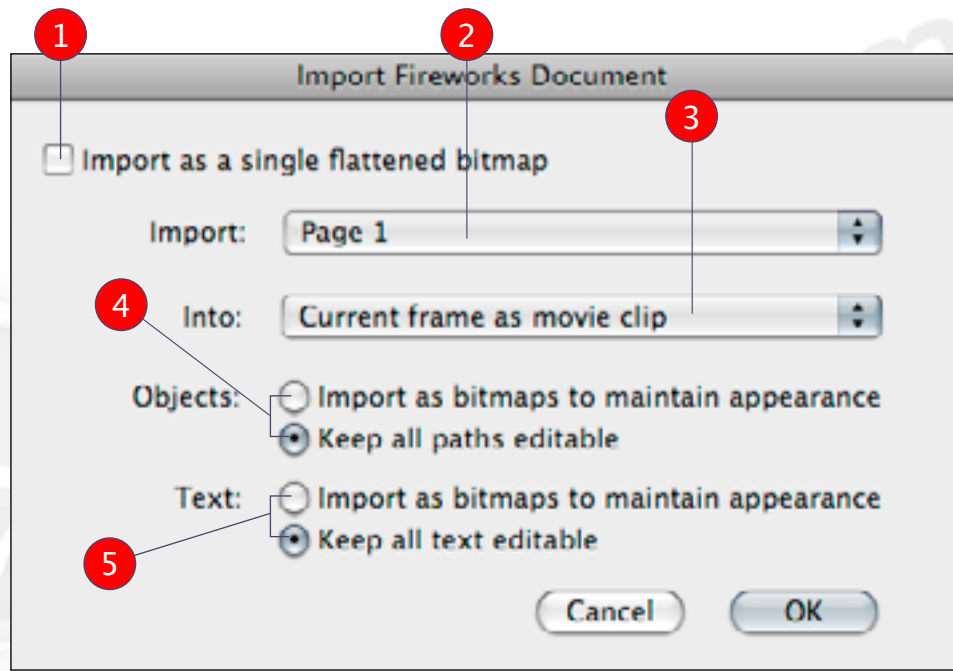 1
2
Import Fireworks Document
3
Import as a single flattened bitmap
Import: Page 1
4
Into: Current frame as movie clip
Objects: Import as bitmaps to maintain appearance
Keep all paths editable
Text: Import as bitmaps to maintain appearance
Keep all text editable
5
Cancel OK